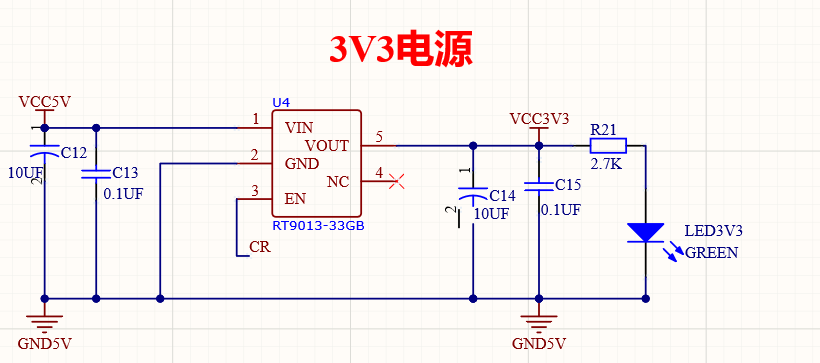 3V3电源
VCC5V
1
C12
10UF
2
C13
0.1UF
U4
1
VIN
2
GND
3
EN
VOUT
5
NC
4
RT9013-33GB
CR
VCC3V3
1
C14
2
10UF
C15
0.1UF
R21
2.7K
LED3V3
GREEN
GND5V
GND5V